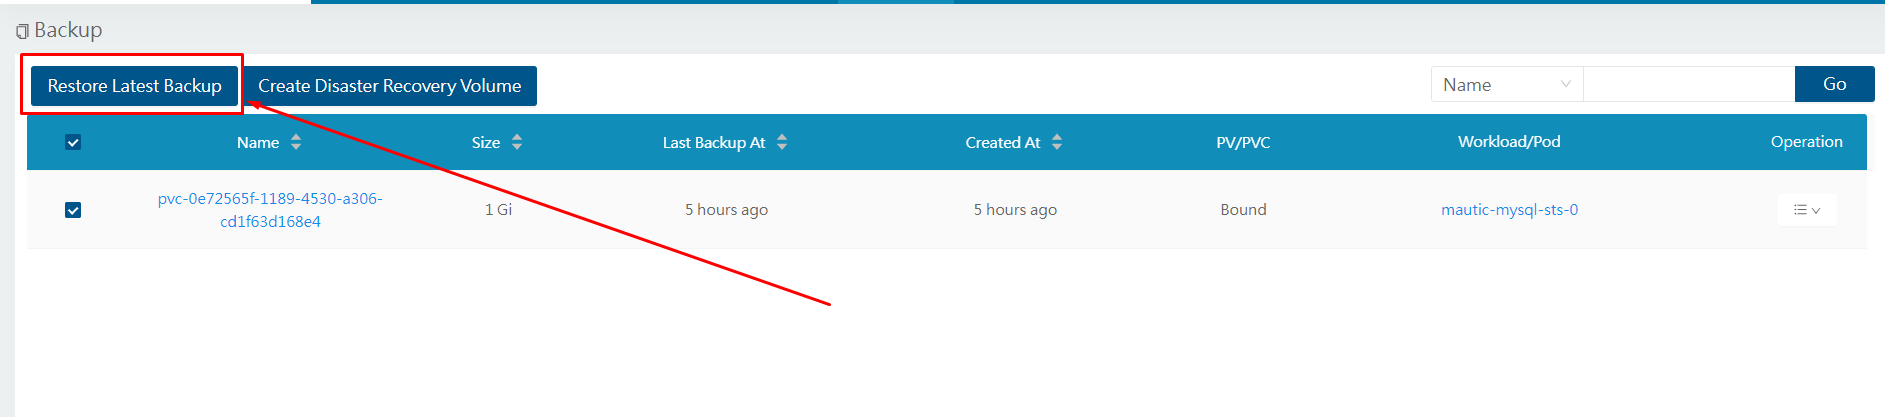 Backup
Restore Latest Backup Create Disaster Recovery Volume Name Go
Name Size Last Backup At Created At PV/PVC Workload/Pod Operation
pvc-0e72565f-1189-4530-a306-
cd1f63d168e4 1 Gi 5 hours ago 5 hours ago Bound mautic-mysql-sts-0